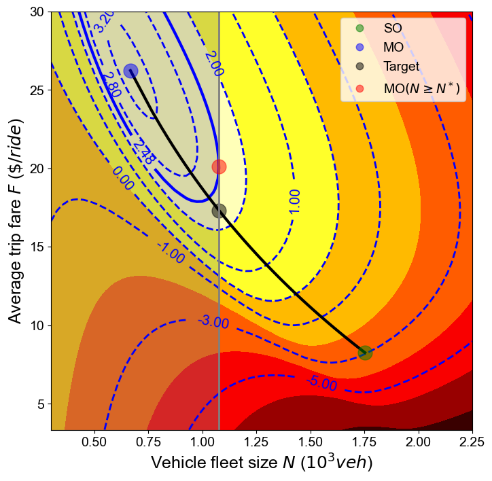 30
25
20
15
10
5
Average trip fare F ($/ride)
0.50 0.75 1.00 1.25 1.50 1.75 2.00 2.25
Vehicle fleet size N (10³veh)
SO
MO
Target
MO(N ≥ N*)
3.20
2.80
2.48
2.00
1.00
0.00
-1.00
-3.00
-5.00